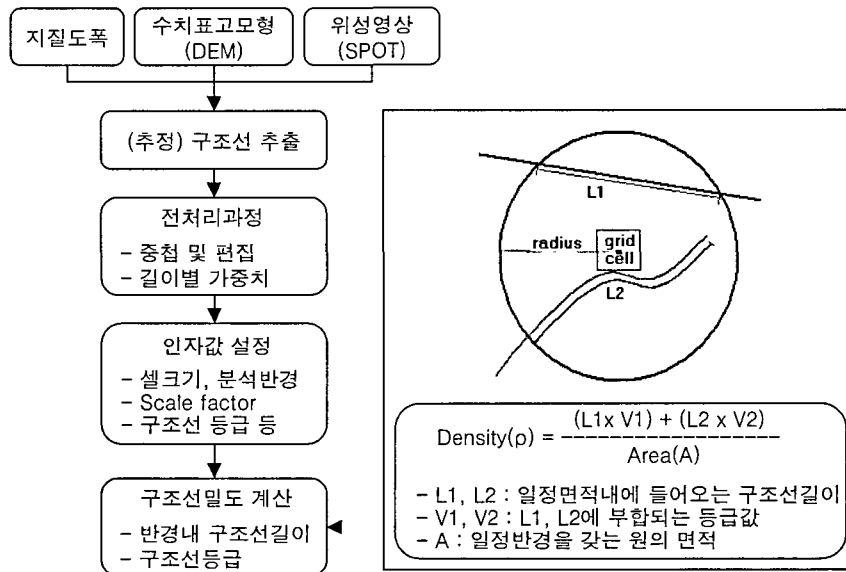 지질도폭
수치표고모형
(DEM)
위성영상
(SPOT)
(추정) 구조선 추출
전처리과정
- 중첩 및 편집
- 길이별 가중치
인자값 설정
- 셀크기, 분석반경
- Scale factor
- 구조선 등급 등
구조선밀도 계산
- 반경내 구조선길이
- 구조선등급
L1
radius
grid
cell
L2
Density(ρ) = (L1x V1) + (L2 x V2)
Area(A)
- L1, L2 : 일정면적내에 들어오는 구조선길이
- V1, V2 : L1, L2에 부합되는 등급값
- A : 일정반경을 갖는 원의 면적